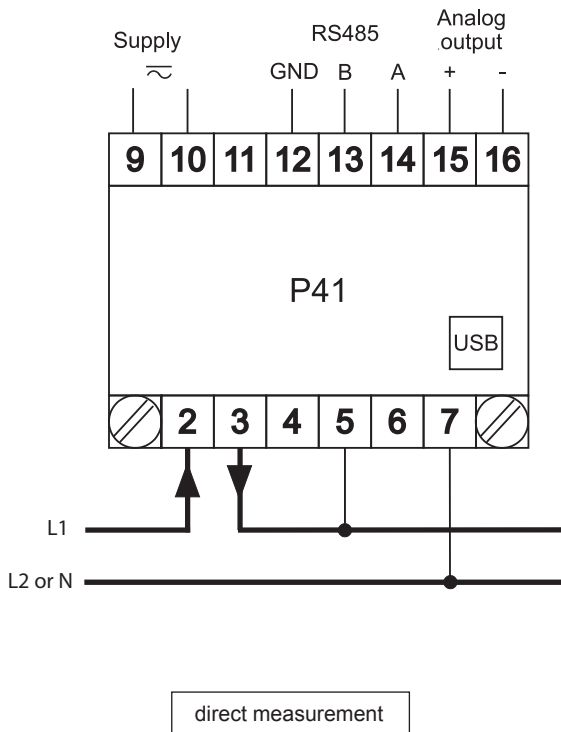 Supply
RS485
Analog
.output
GND B A + -
9 10 11 12 13 14 15 16
P41
USB
2 3 4 5 6 7
L1
L2 or N
direct measurement